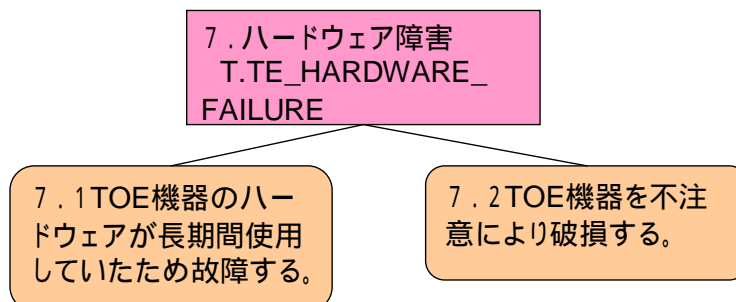 ７．ハードウェア障害
T.TE_HARDWARE_
FAILURE
７．１TOE機器のハー
ドウェアが長期間使用
していたため故障する。
７．２TOE機器を不注
意により破損する。